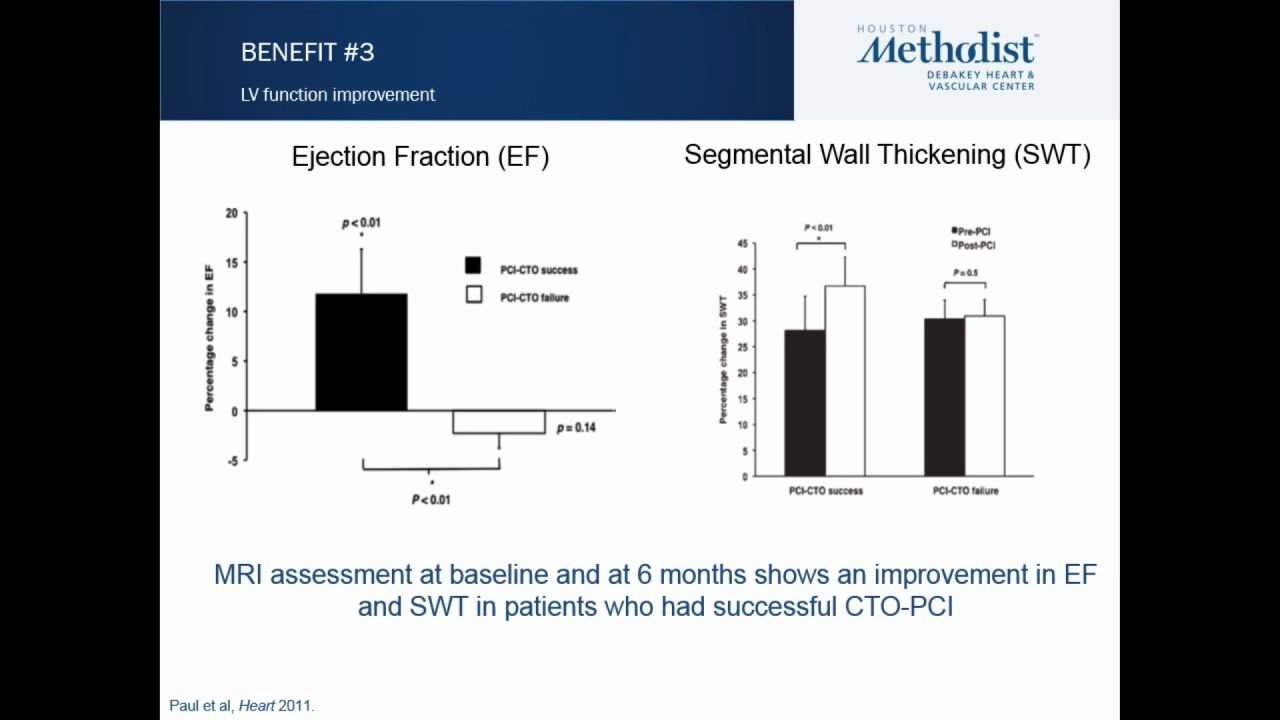 BENEFIT #3
LV function improvement
HOUSTON
Methodist
DEBAKEY HEART &
VASCULAR CENTER
Ejection Fraction (EF)
Percentage change in EF
20
15
10
5
0
-5
p < 0.01
*
PCI-CTO success
PCI-CTO failure
p = 0.14
*
P < 0.01
Segmental Wall Thickening (SWT)
Percentage change in SWT
45
40
35
30
25
20
15
10
5
0
P < 0.01
*
Pre-PCI
Post-PCI
P = 0.5
PCI-CTO success
PCI-CTO failure
MRI assessment at baseline and at 6 months shows an improvement in EF
and SWT in patients who had successful CTO-PCI
Paul et al, Heart 2011.